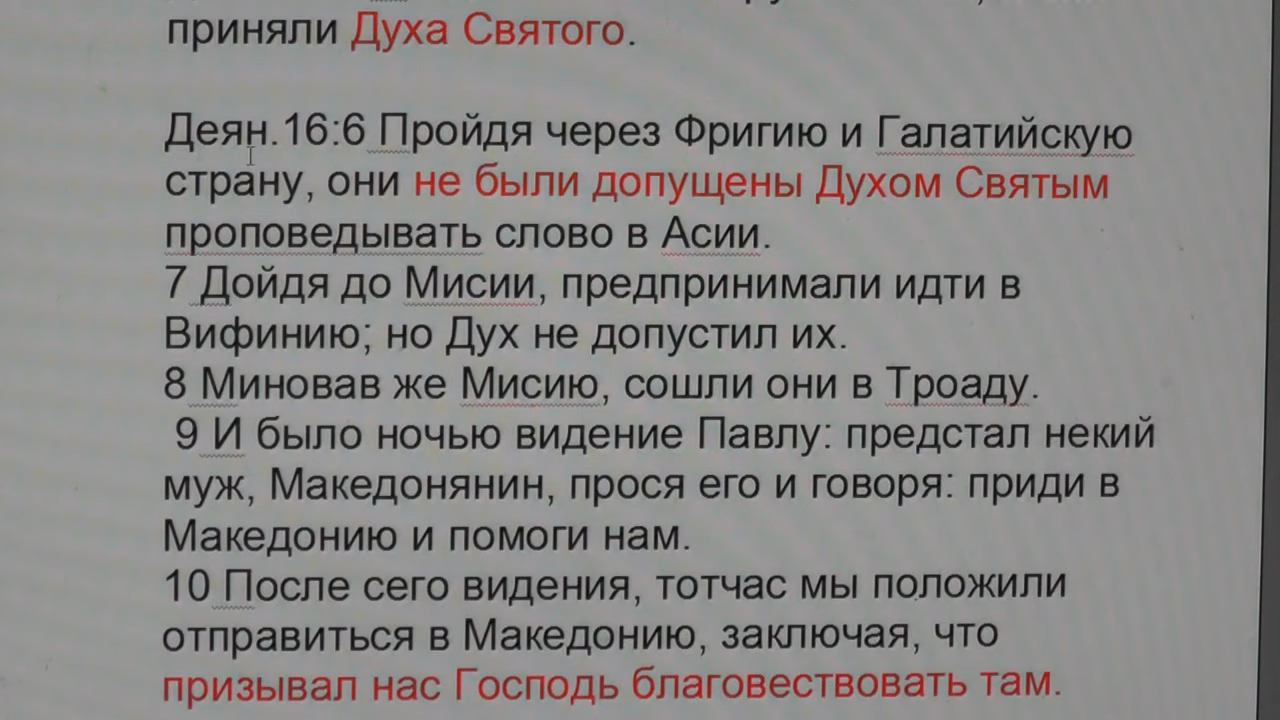 приняли Духа Святого.
Деян.16:6 Пройдя через Фригию и Галатийскую
страну, они не были допущены Духом Святым
проповедывать слово в Асии.
7 Дойдя до Мисии, предпринимали идти в
Вифинию; но Дух не допустил их.
8 Миновав же Мисию, сошли они в Троаду.
9 И было ночью видение Павлу: предстал некий
муж, Македонянин, прося его и говоря: приди в
Македонию и помоги нам.
10 После сего видения, тотчас мы положили
отправиться в Македонию, заключая, что
призывал нас Господь благовествовать там.